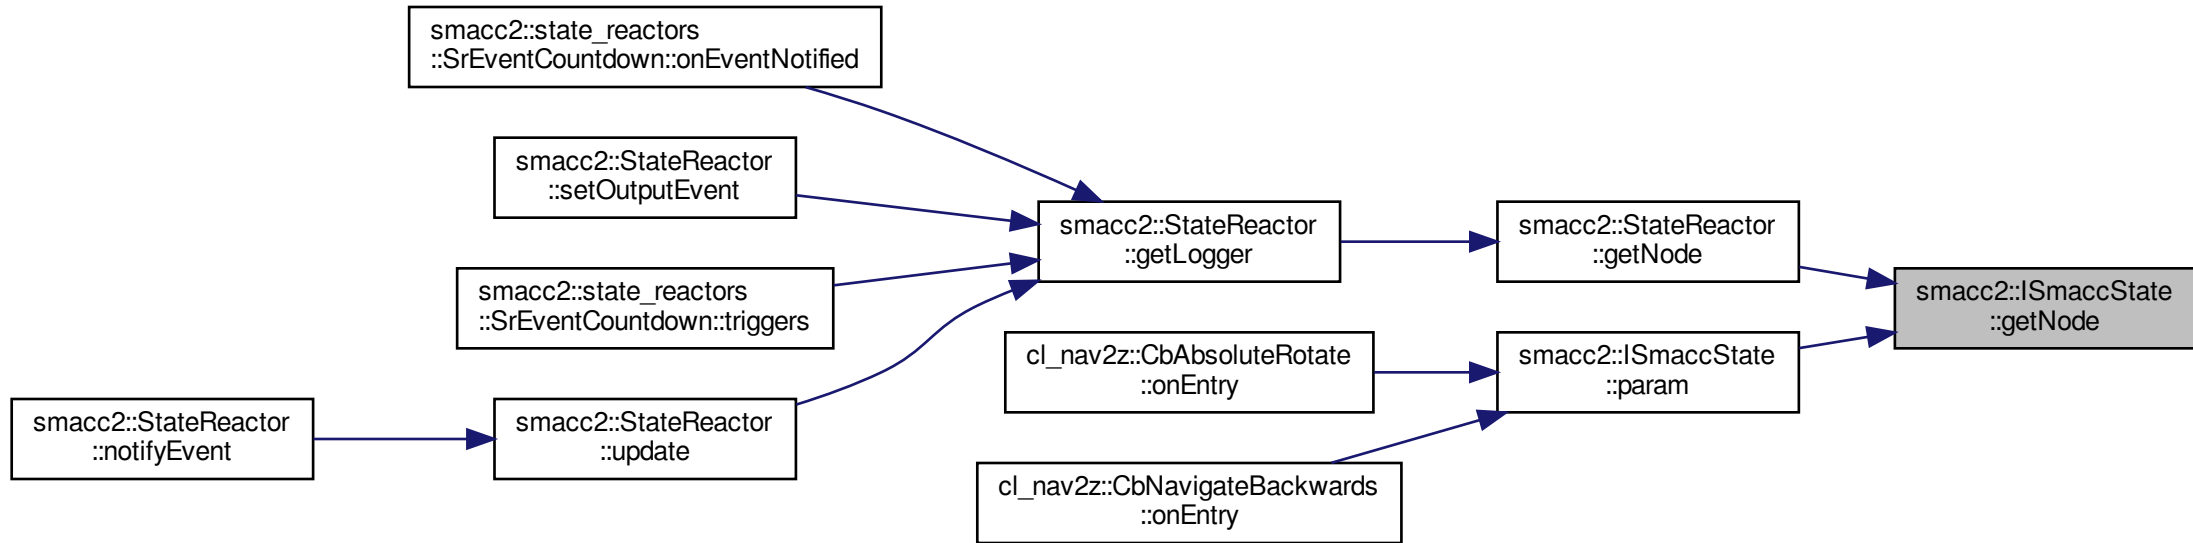 smacc2::state_reactors
::SrEventCountdown::onEventNotified
smacc2::StateReactor
::setOutputEvent
smacc2::StateReactor
::getLogger
smacc2::StateReactor
::getNode
smacc2::ISmaccState
::getNode
smacc2::state_reactors
::SrEventCountdown::triggers
cl_nav2z::CbAbsoluteRotate
::onEntry
smacc2::ISmaccState
::param
smacc2::StateReactor
::notifyEvent
smacc2::StateReactor
::update
cl_nav2z::CbNavigateBackwards
::onEntry